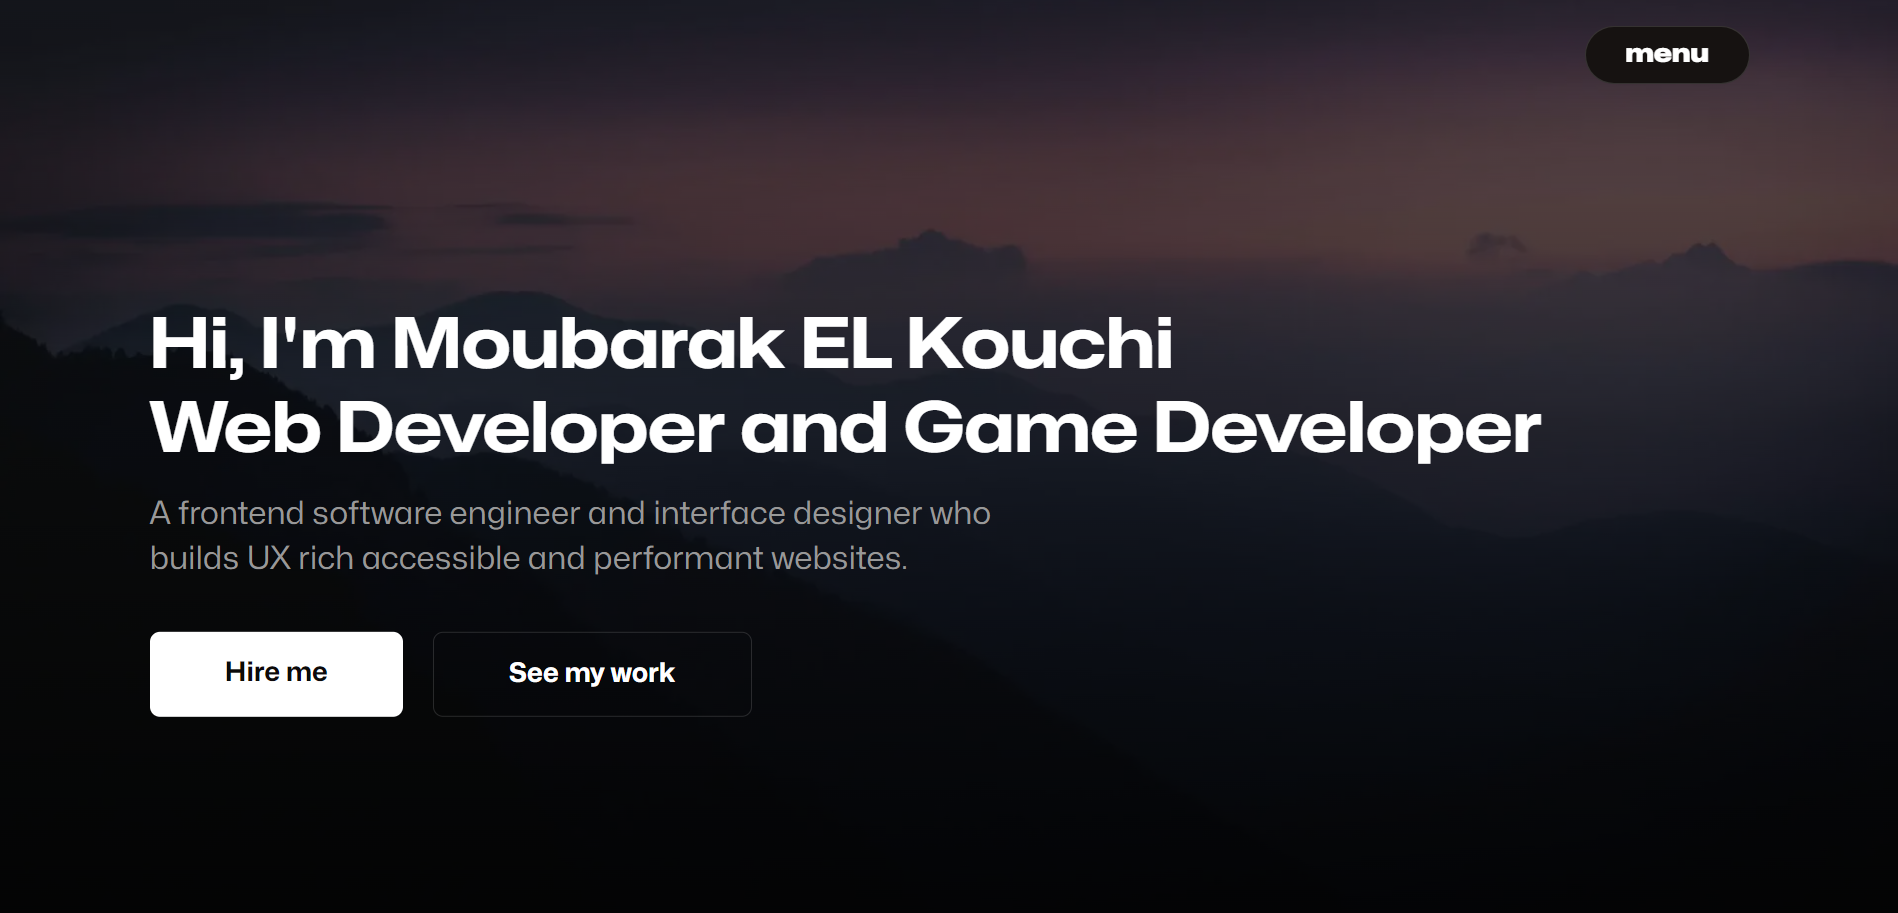 menu
Hi, I'm Moubarak EL Kouchi
Web Developer and Game Developer
A frontend software engineer and interface designer who
builds UX rich accessible and performant websites.
Hire me
See my work